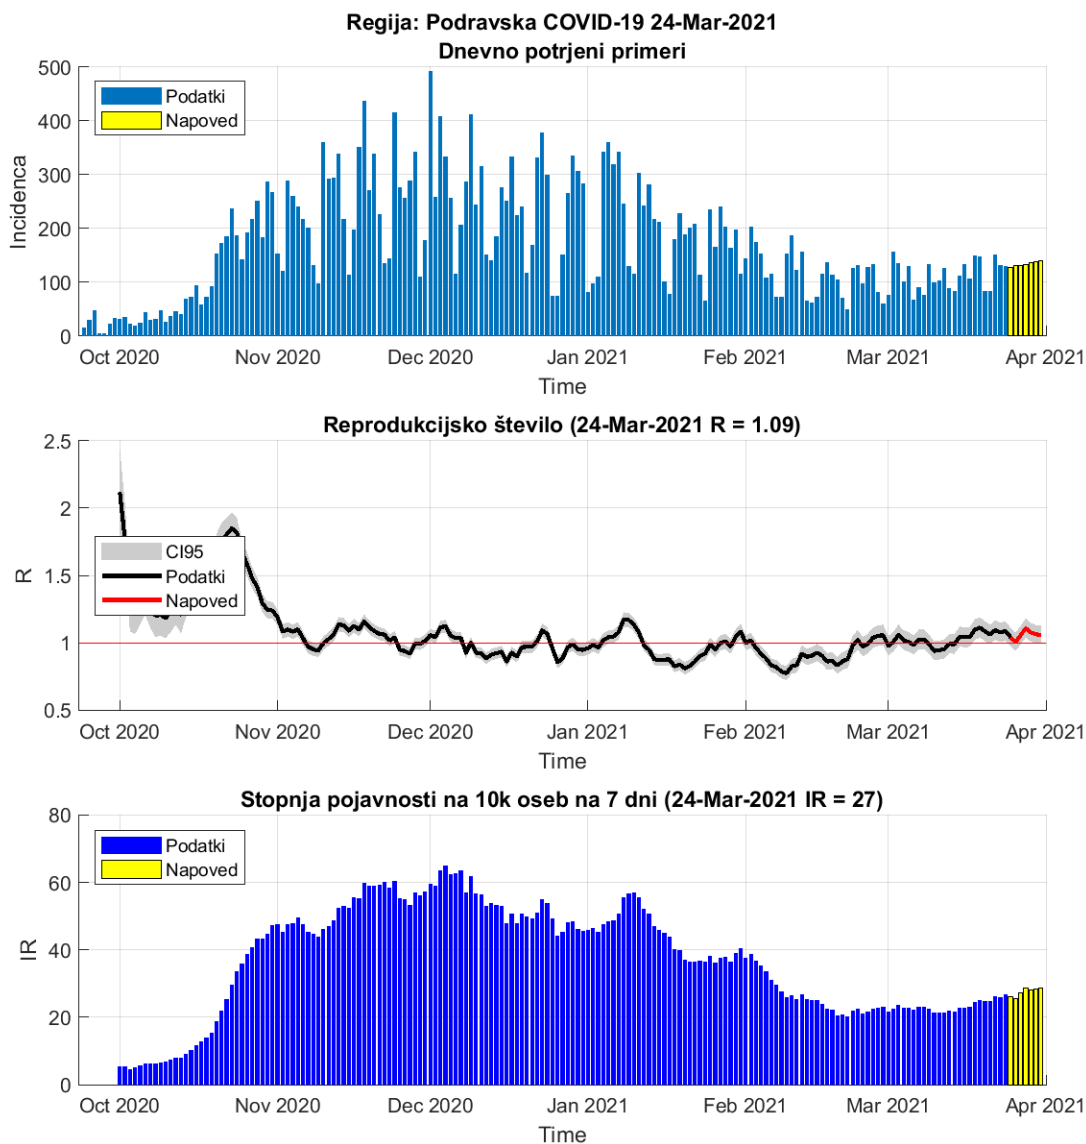 Regija: Podravska COVID-19 24-Mar-2021
Dnevno potrjeni primeri
500
400
300
200
100
0
Incidenca
Podatki
Napoved
Oct 2020 Nov 2020 Dec 2020 Jan 2021 Feb 2021 Mar 2021 Apr 2021
Time
Reprodukcijsko število (24-Mar-2021 R = 1.09)
2.5
2
1.5
1
0.5
R
CI95
Podatki
Napoved
Oct 2020 Nov 2020 Dec 2020 Jan 2021 Feb 2021 Mar 2021 Apr 2021
Time
Stopnja pojavnosti na 10k oseb na 7 dni (24-Mar-2021 IR = 27)
80
60
40
20
0
IR
Podatki
Napoved
Oct 2020 Nov 2020 Dec 2020 Jan 2021 Feb 2021 Mar 2021 Apr 2021
Time